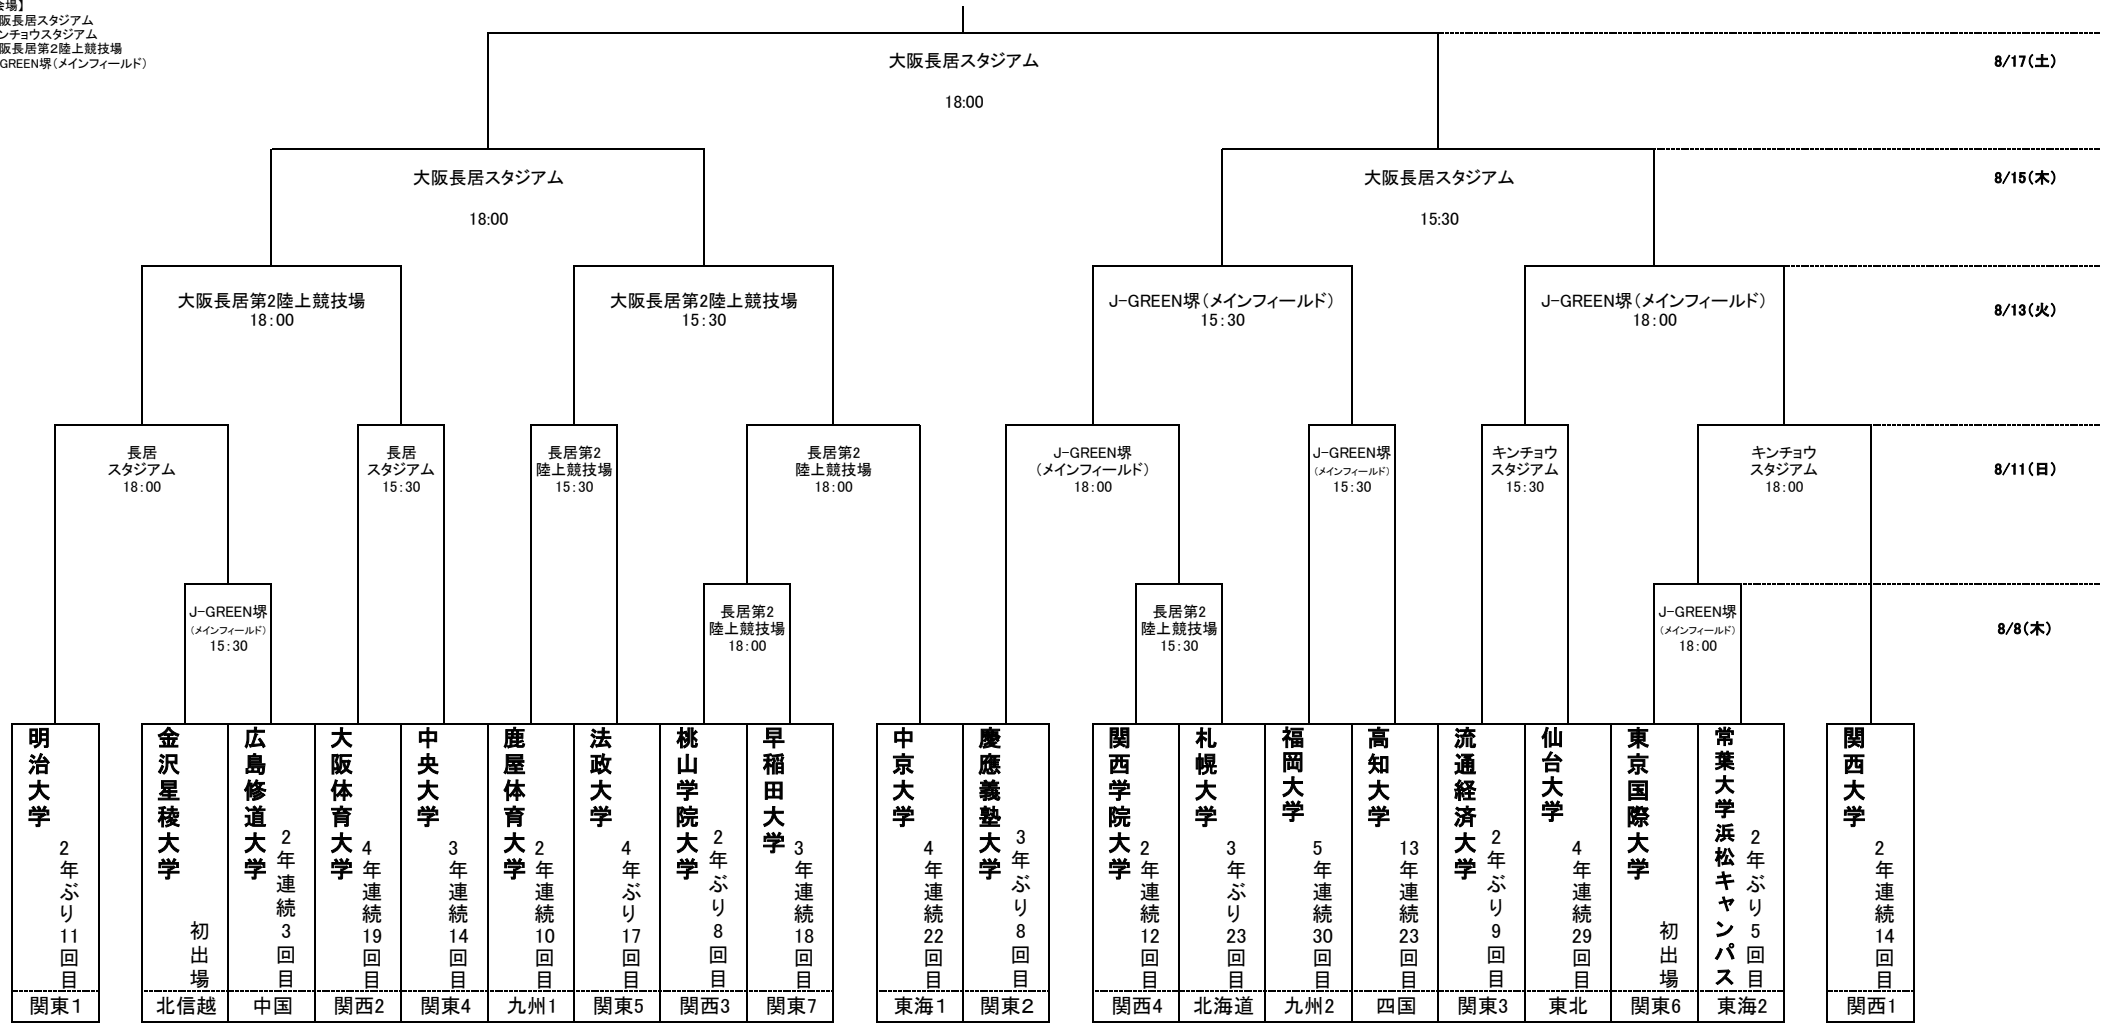 会場】
阪長居スタジアム
ンチョウスタジアム
阪長居第2陸上競技場
GREEN堺(メインフィールド)
大阪長居スタジアム
18:00
8/17(土)
大阪長居スタジアム
18:00
大阪長居スタジアム
15:30
8/15(木)
大阪長居第2陸上競技場
18:00
大阪長居第2陸上競技場
15:30
J-GREEN堺(メインフィールド)
15:30
J-GREEN堺(メインフィールド)
18:00
8/13(火)
長居
スタジアム
18:00
長居
スタジアム
15:30
長居第2
陸上競技場
15:30
長居第2
陸上競技場
18:00
J-GREEN堺
(メインフィールド)
18:00
J-GREEN堺
(メインフィールド)
15:30
キンチョウ
スタジアム
15:30
キンチョウ
スタジアム
18:00
8/11(日)
J-GREEN堺
(メインフィールド)
15:30
長居第2
陸上競技場
18:00
長居第2
陸上競技場
15:30
J-GREEN堺
(メインフィールド)
18:00
8/8(木)
明治大学
2年ぶり11回目
関東1
金沢星稜大学
初出場
北信越
広島修道大学
2年連続3回目
中国
大阪体育大学
4年連続19回目
関西2
中央大学
3年連続14回目
関東4
鹿屋体育大学
2年連続10回目
九州1
法政大学
4年ぶり17回目
関東5
桃山学院大学
2年ぶり8回目
関西3
早稲田大学
3年連続18回目
関東7
中京大学
4年連続22回目
東海1
慶應義塾大学
3年ぶり8回目
関東2
関西学院大学
2年連続12回目
関西4
札幌大学
3年ぶり23回目
北海道
福岡大学
5年連続30回目
九州2
高知大学
13年連続23回目
四国
流通経済大学
2年ぶり9回目
関東3
仙台大学
4年連続29回目
東北
東京国際大学
初出場
関東6
常葉大学浜松キャンパス
2年ぶり5回目
東海2
関西大学
2年連続14回目
関西1